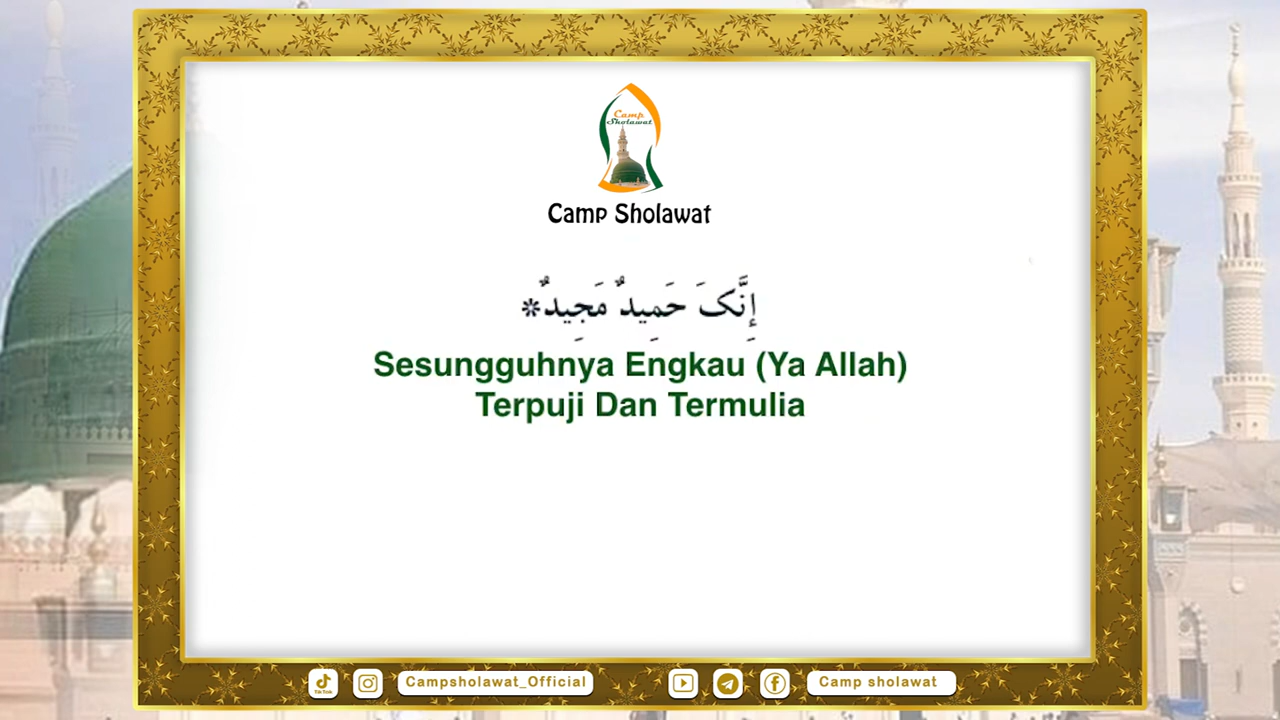 Camp
Sholawat
Camp Sholawat
إِنَّكَ حَمِيدٌ مَجِيدٌ*
Sesungguhnya Engkau (Ya Allah)
Terpuji Dan Termulia
TikTok
Campsholawat_Official
Camp sholawat